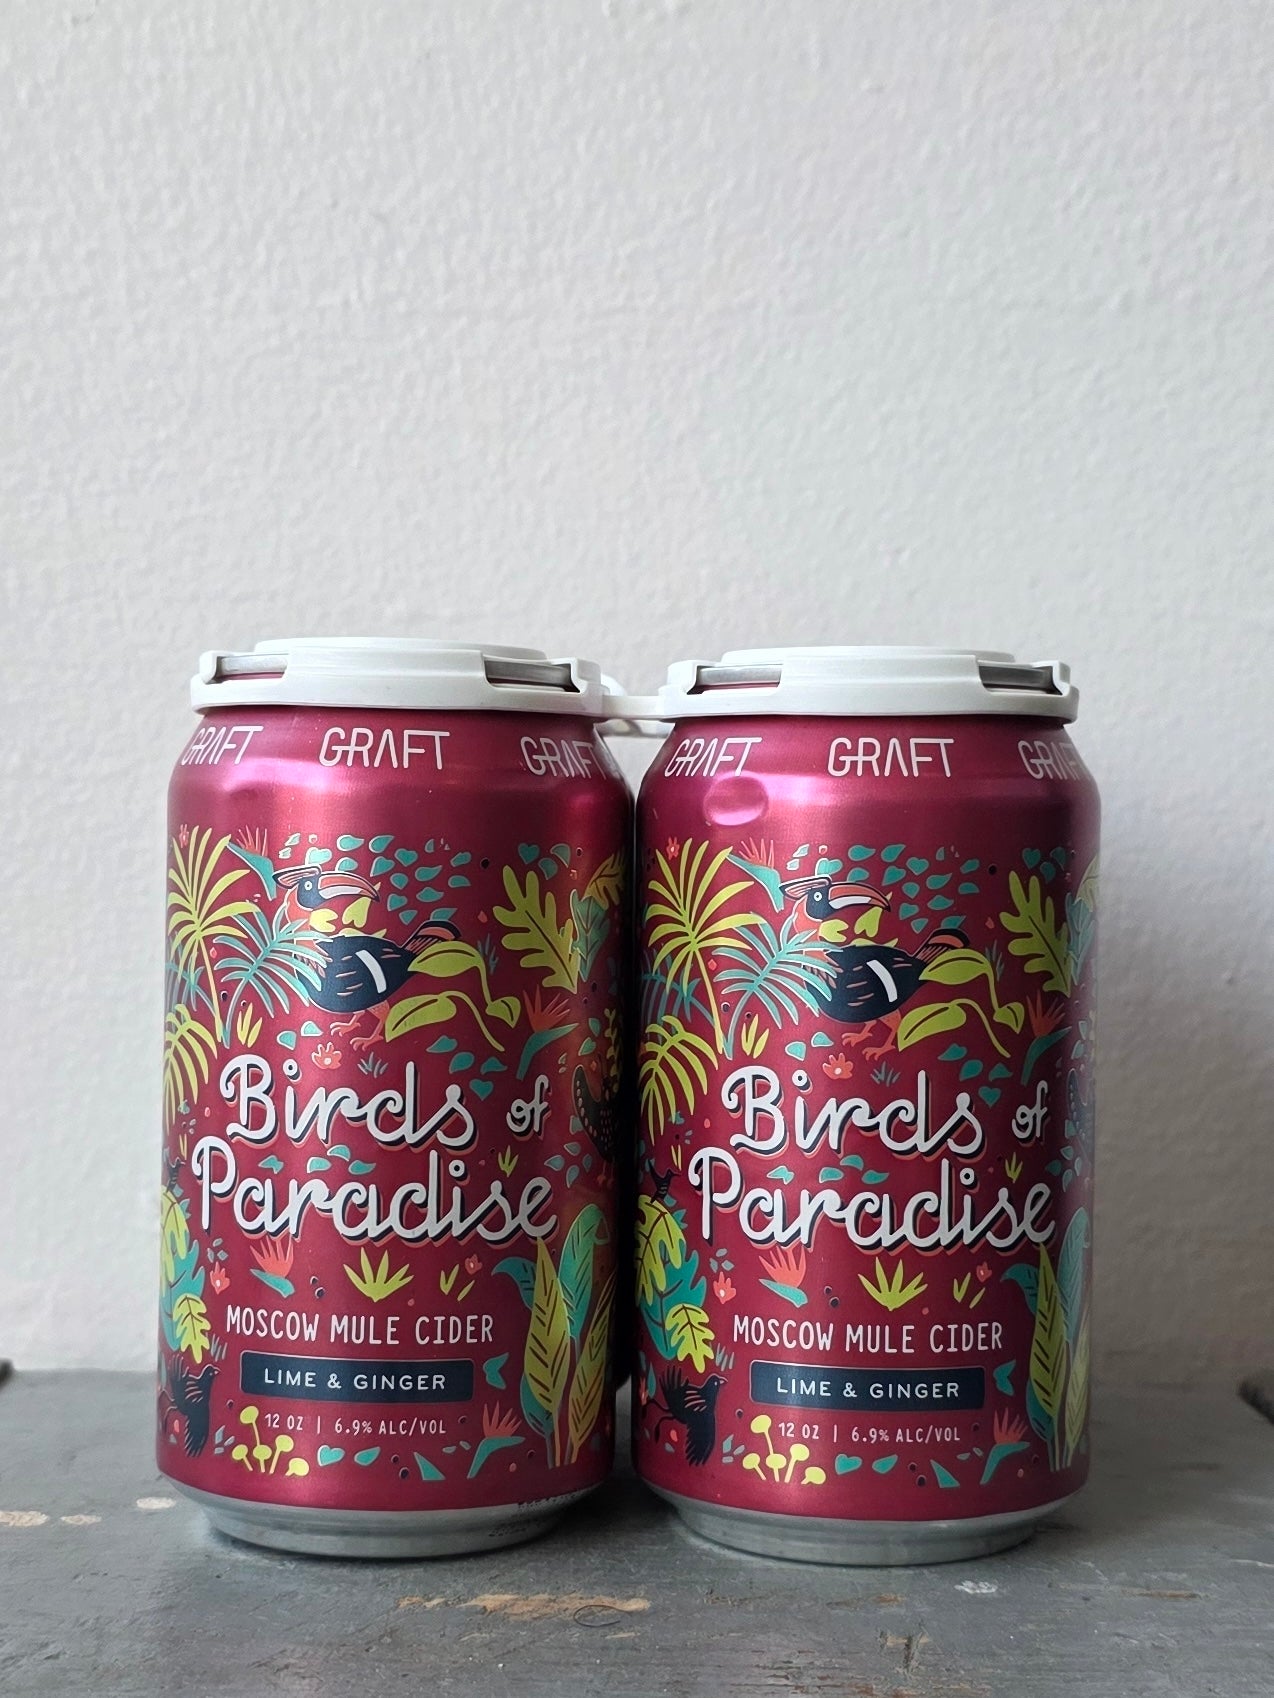 GRAFT GRAFT GRAFT
Birds of
Paradise
MOSCOW MULE CIDER
LIME & GINGER
12 OZ | 6.9% ALC/VOL
GRAFT GRAFT GRAFT
Birds of
Paradise
MOSCOW MULE CIDER
LIME & GINGER
12 OZ | 6.9% ALC/VOL